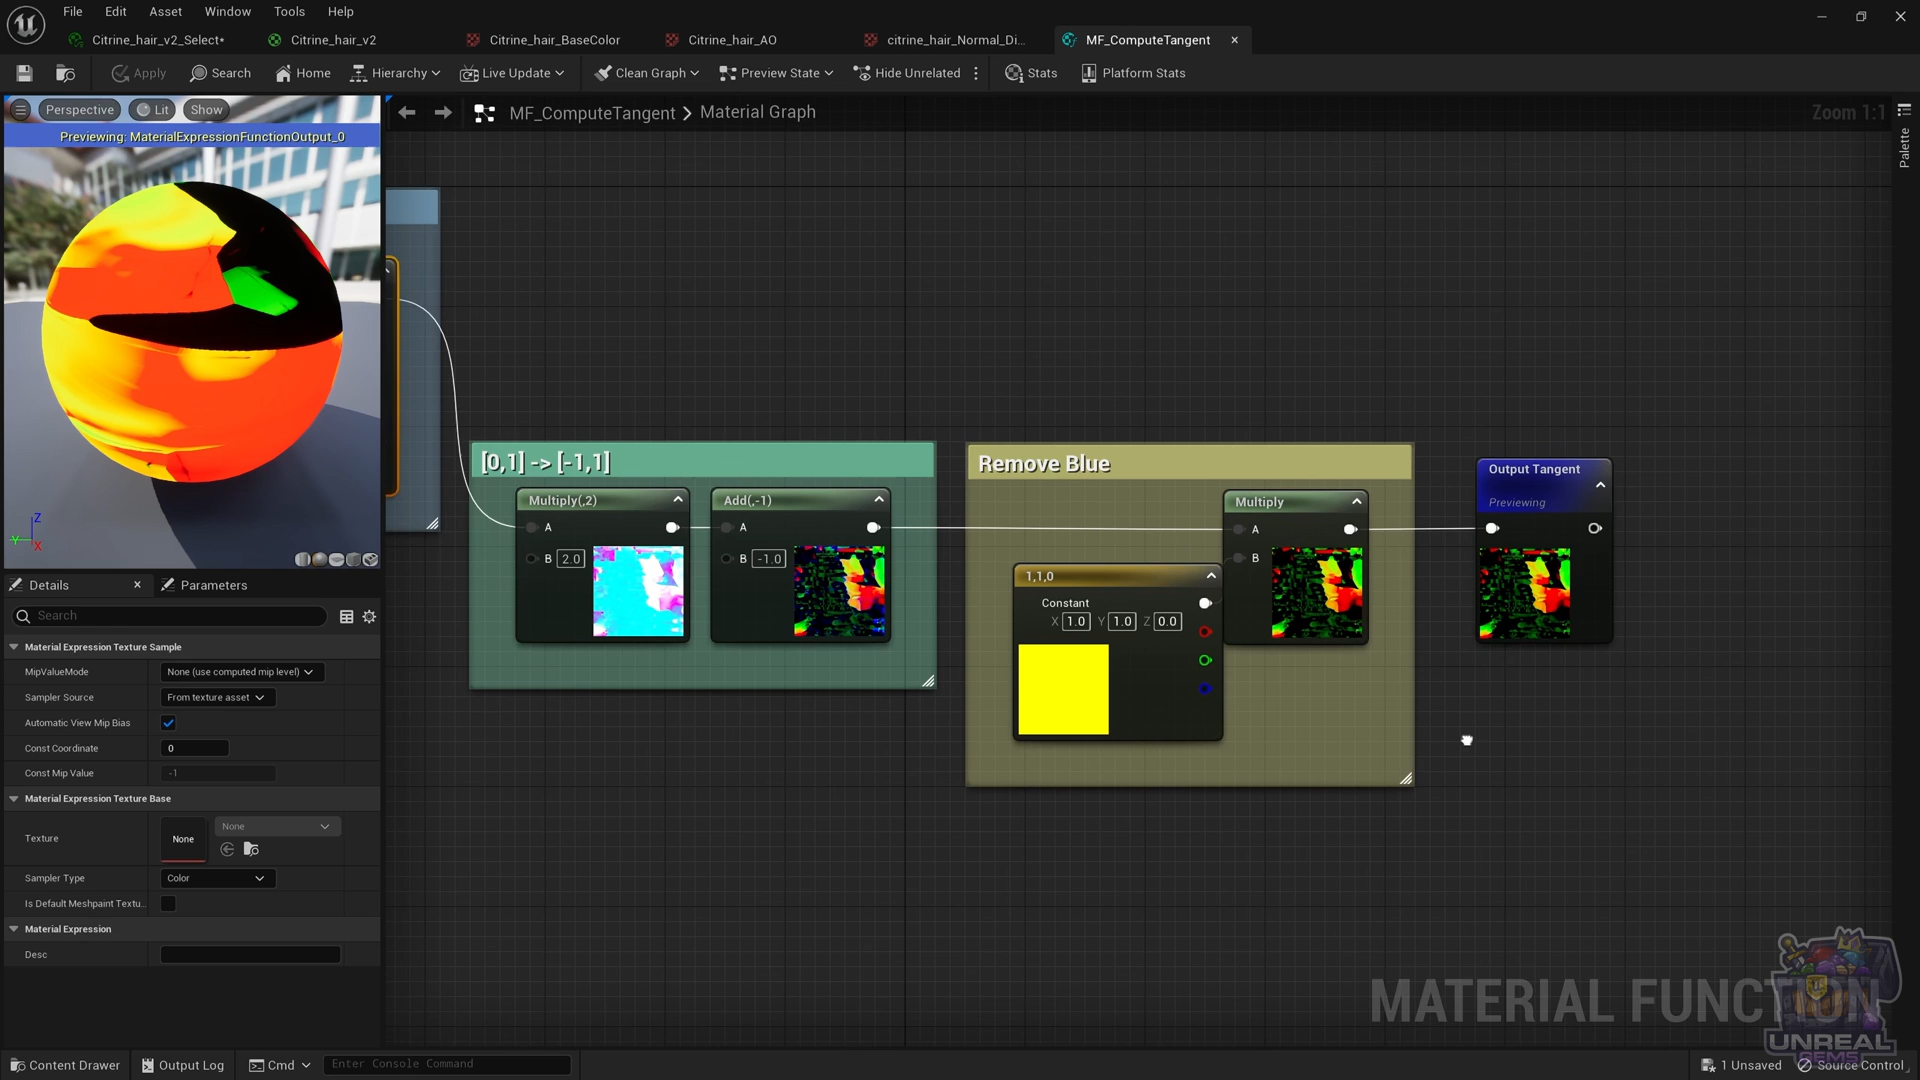 File Edit Asset Window Tools Help
Citrine_hair_v2_Select* Citrine_hair_v2 Citrine_hair_BaseColor Citrine_hair_AO citrine_hair_Normal_Di... MF_ComputeTangent
Apply Search Home Hierarchy Live Update Clean Graph Preview State Hide Unrelated Stats Platform Stats
Perspective Lit Show
MF_ComputeTangent Material Graph
Zoom 1:1
Palette
Previewing: MaterialExpressionFunctionOutput_0
Z
Y
X
[0,1] -> [-1,1]
Multiply(,2)
A
B 2.0
Add(,-1)
A
B -1.0
Remove Blue
Multiply
A
B
1,1,0
Constant
X 1.0 Y 1.0 Z 0.0
Output Tangent
Previewing
Details Parameters
Search
Material Expression Texture Sample
MipValueMode None (use computed mip level)
Sampler Source From texture asset
Automatic View Mip Bias
Const Coordinate 0
Const Mip Value -1
Material Expression Texture Base
Texture None None
Sampler Type Color
Is Default Meshpaint Textu...
Material Expression
Desc
MATERIAL FUNCTION
UNREAL
GEMS
Content Drawer Output Log Cmd Enter Console Command
1 Unsaved Source Control